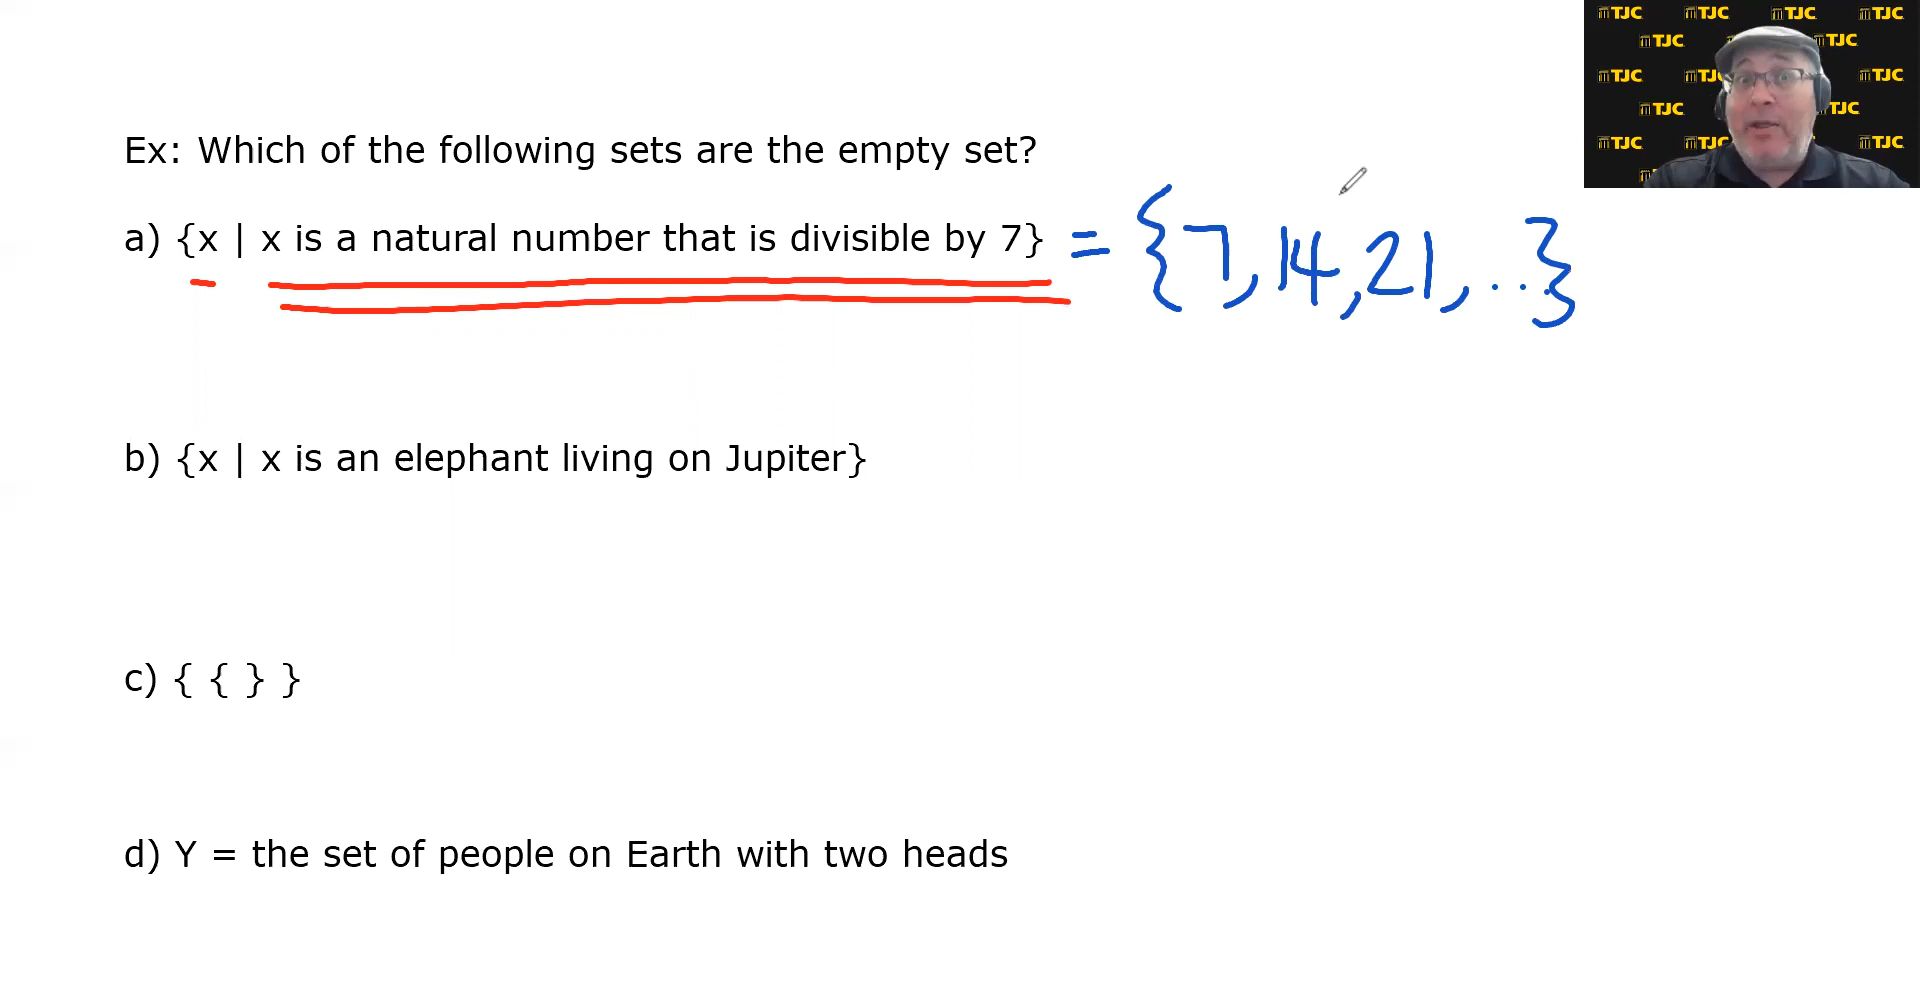 TJC TJC TJC TJC
TJC TJC
TJC TJC TJC
TJC TJC
TJC TJC TJC
Ex: Which of the following sets are the empty set?
a) {x | x is a natural number that is divisible by 7} = {7, 14, 21, ...}
b) {x | x is an elephant living on Jupiter}
c) { { } }
d) Y = the set of people on Earth with two heads